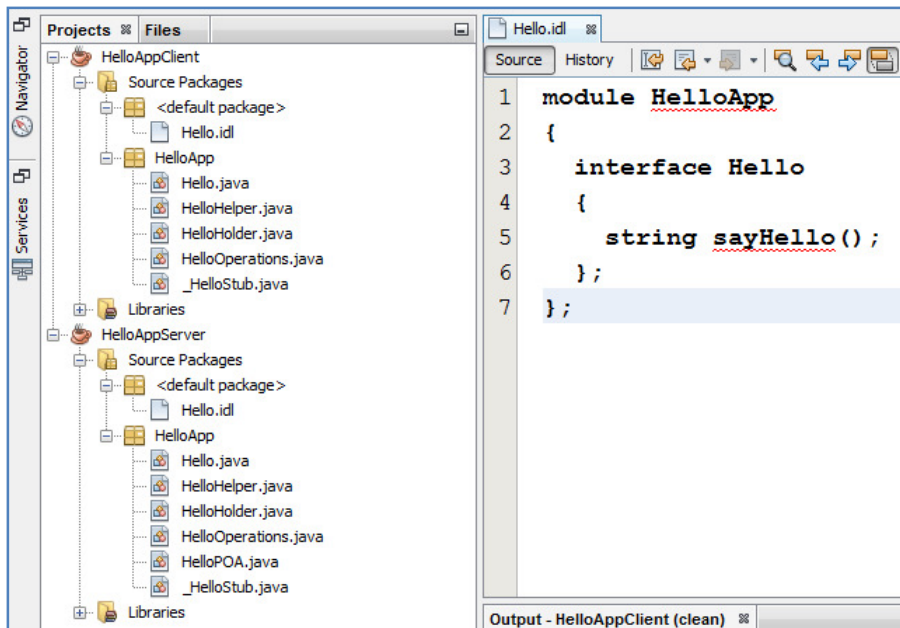 Projects
Files
Navigator
Services
HelloAppClient
Source Packages
<default package>
Hello.idl
HelloApp
Hello.java
HelloHelper.java
HelloHolder.java
HelloOperations.java
_HelloStub.java
Libraries
HelloAppServer
Source Packages
<default package>
Hello.idl
HelloApp
Hello.java
HelloHelper.java
HelloHolder.java
HelloOperations.java
HelloPOA.java
_HelloStub.java
Libraries
Hello.idl
Source History
1 module HelloApp
2 {
3 interface Hello
4 {
5 string sayHello();
6 };
7 };
Output - HelloAppClient (clean)